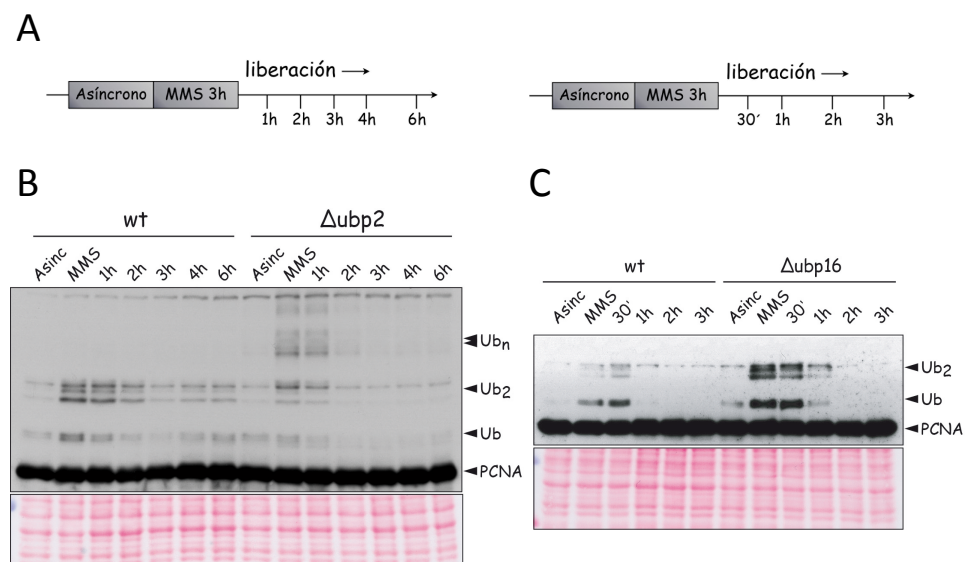 A
liberación
Asíncrono MMS 3h
1h 2h 3h 4h 6h
liberación
Asíncrono MMS 3h
30´ 1h 2h 3h
B
wt Δubp2
Asinc MMS 1h 2h 3h 4h 6h Asinc MMS 1h 2h 3h 4h 6h
Ubn
Ub2
Ub
PCNA
C
wt Δubp16
Asinc MMS 30' 1h 2h 3h Asinc MMS 30' 1h 2h 3h
Ub2
Ub
PCNA